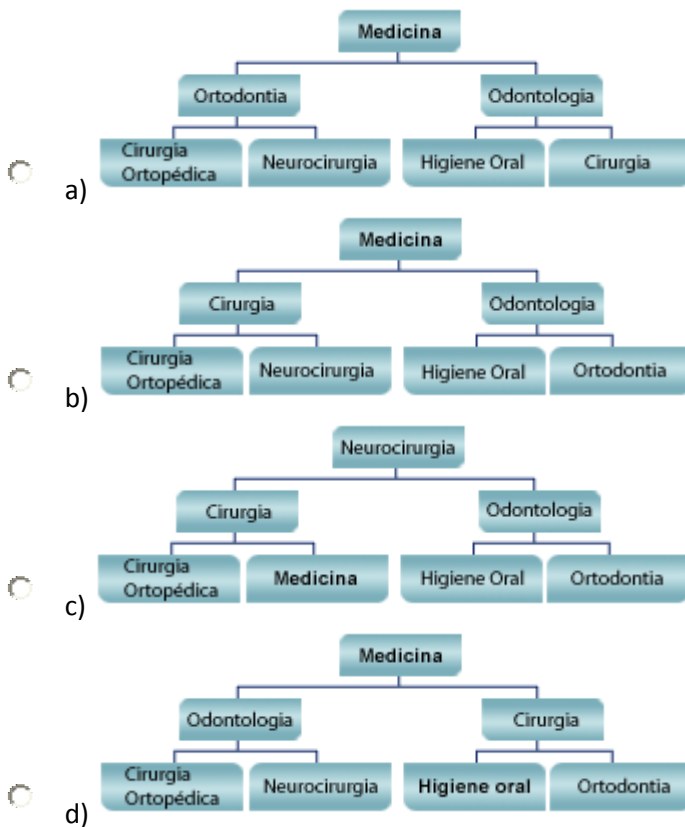 Medicina
Ortodontia Odontologia
Cirurgia
Ortopédica Neurocirurgia Higiene Oral Cirurgia
a)
Medicina
Cirurgia Odontologia
Cirurgia
Ortopédica Neurocirurgia Higiene Oral Ortodontia
b)
Neurocirurgia
Cirurgia Odontologia
Cirurgia
Ortopédica Medicina Higiene Oral Ortodontia
c)
Medicina
Odontologia Cirurgia
Cirurgia
Ortopédica Neurocirurgia Higiene oral Ortodontia
d)